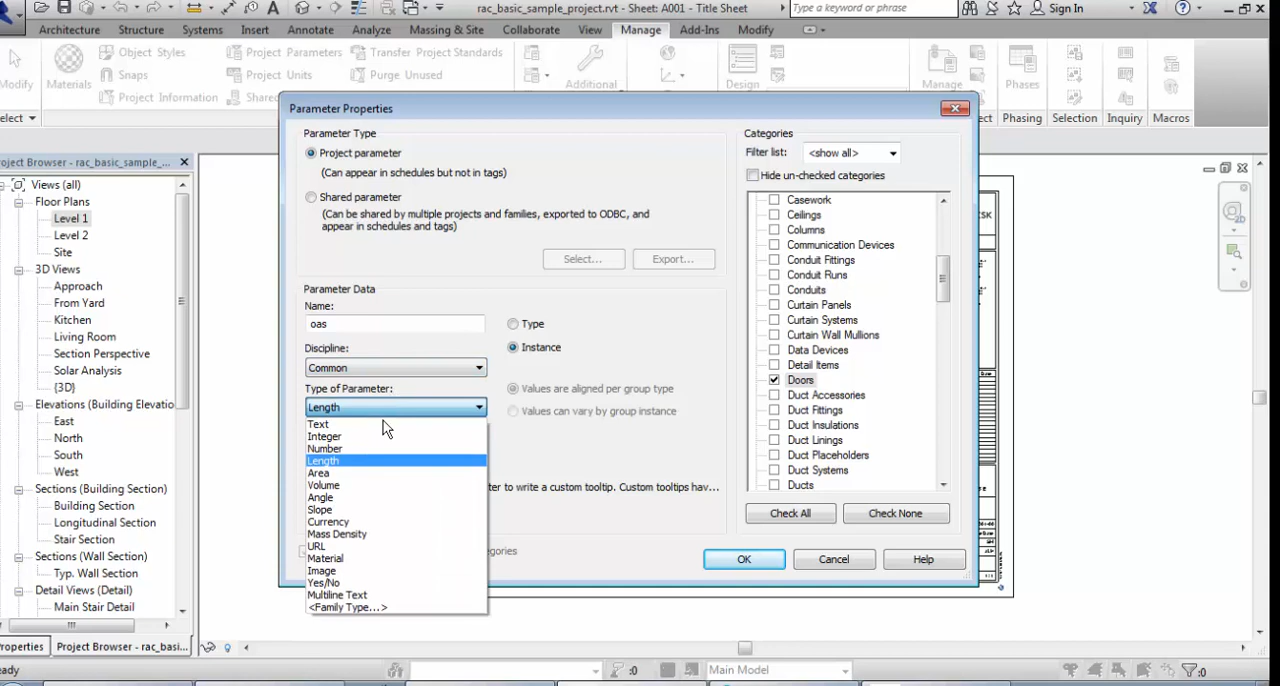 rac_basic_sample_project.rvt - Sheet: A001 - Title Sheet
Type a keyword or phrase
Sign In
Architecture
Structure
Systems
Insert
Annotate
Analyze
Massing & Site
Collaborate
View
Manage
Add-Ins
Modify
Modify
Materials
Object Styles
Snaps
Project Information
Project Parameters
Project Units
Transfer Project Standards
Purge Unused
Additional
Design
Manage
Phases
elect
Phasing
Selection
Inquiry
Macros
Project Browser - rac_basic_sample_...
Views (all)
Floor Plans
Level 1
Level 2
Site
3D Views
Approach
From Yard
Kitchen
Living Room
Section Perspective
Solar Analysis
{3D}
Elevations (Building Elevatio
East
North
South
West
Sections (Building Section)
Building Section
Longitudinal Section
Stair Section
Sections (Wall Section)
Typ. Wall Section
Detail Views (Detail)
Main Stair Detail
Properties
Project Browser - rac_basic...
eady
Parameter Properties
Parameter Type
Project parameter
(Can appear in schedules but not in tags)
Shared parameter
(Can be shared by multiple projects and families, exported to ODBC, and
appear in schedules and tags)
Select...
Export...
Parameter Data
Name:
oas
Type
Discipline:
Instance
Common
Type of Parameter:
Values are aligned per group type
Length
Values can vary by group instance
Text
Integer
Number
Length
Area
Volume
Angle
Slope
Currency
Mass Density
URL
Material
Image
Yes/No
Multiline Text
<Family Type...>
ter to write a custom tooltip. Custom tooltips hav...
egories
Categories
Filter list:
<show all>
Hide un-checked categories
Casework
Ceilings
Columns
Communication Devices
Conduit Fittings
Conduit Runs
Conduits
Curtain Panels
Curtain Systems
Curtain Wall Mullions
Data Devices
Detail Items
Doors
Duct Accessories
Duct Fittings
Duct Insulations
Duct Linings
Duct Placeholders
Duct Systems
Ducts
Check All
Check None
OK
Cancel
Help
:0
Main Model
:0